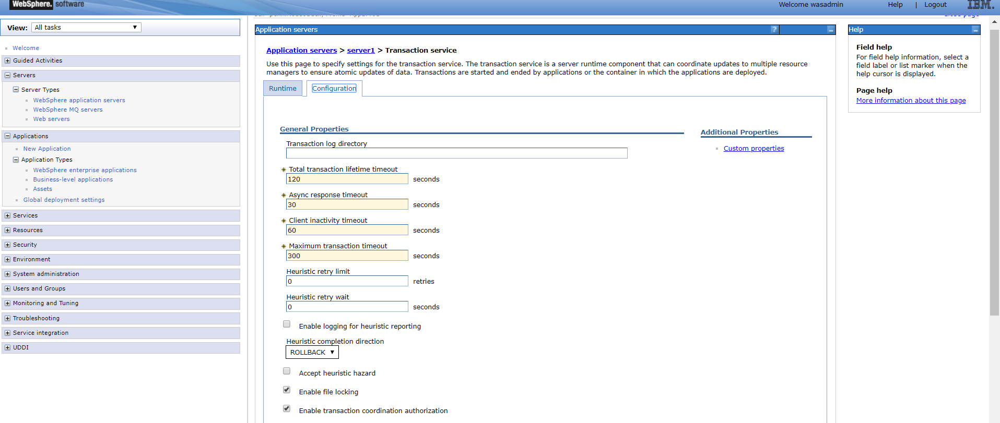 WebSphere. software
Welcome wasadmin
Help | Logout
IBM.
View: All tasks
Welcome
Guided Activities
Servers
Server Types
WebSphere application servers
WebSphere MQ servers
Web servers
Applications
New Application
Application Types
WebSphere enterprise applications
Business-level applications
Assets
Global deployment settings
Services
Resources
Security
Environment
System administration
Users and Groups
Monitoring and Tuning
Troubleshooting
Service integration
UDDI
Close page
Application servers
?
Application servers > server1 > Transaction service
Use this page to specify settings for the transaction service. The transaction service is a server runtime component that can coordinate updates to multiple resource
managers to ensure atomic updates of data. Transactions are started and ended by applications or the container in which the applications are deployed.
Runtime
Configuration
General Properties
Transaction log directory
Total transaction lifetime timeout
120 seconds
Async response timeout
30 seconds
Client inactivity timeout
60 seconds
Maximum transaction timeout
300 seconds
Heuristic retry limit
0 retries
Heuristic retry wait
0 seconds
Enable logging for heuristic reporting
Heuristic completion direction
ROLLBACK
Accept heuristic hazard
Enable file locking
Enable transaction coordination authorization
Additional Properties
Custom properties
Help
Field help
For field help information, select a
field label or list marker when the
help cursor is displayed.
Page help
More information about this page